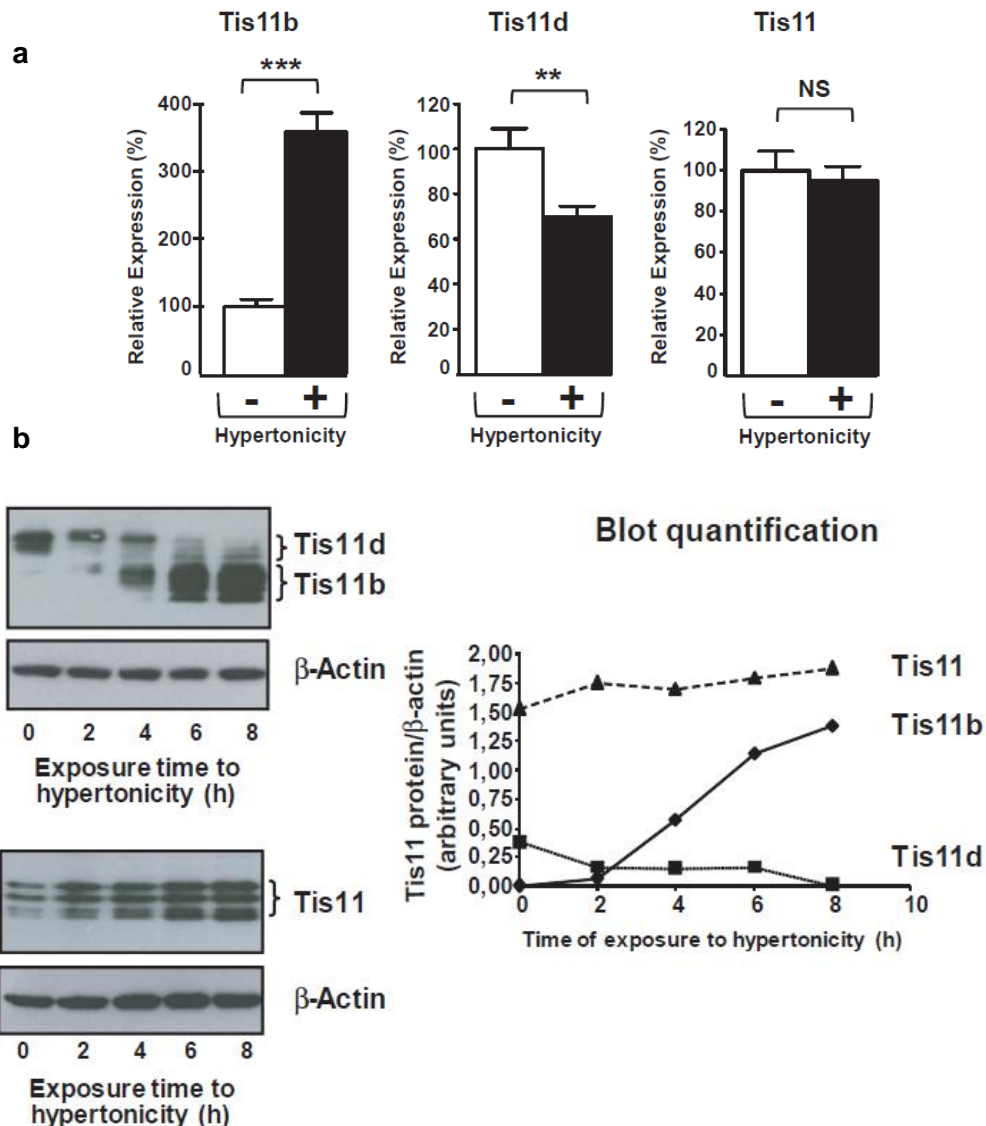 a
Tis11b
Tis11d
Tis11
***
**
NS
Relative Expression (%)
400
300
200
100
0
- +
Hypertonicity
Relative Expression (%)
120
100
80
60
40
20
0
- +
Hypertonicity
Relative Expression (%)
120
100
80
60
40
20
0
- +
Hypertonicity
b
Tis11d
Tis11b
β-Actin
0 2 4 6 8
Exposure time to
hypertonicity (h)
Tis11
β-Actin
0 2 4 6 8
Exposure time to
hypertonicity (h)
Blot quantification
Tis11 protein/β-actin
(arbitrary units)
2,00
1,75
1,50
1,25
1,00
0,75
0,50
0,25
0,00
Tis11
Tis11b
Tis11d
0 2 4 6 8 10
Time of exposure to hypertonicity (h)